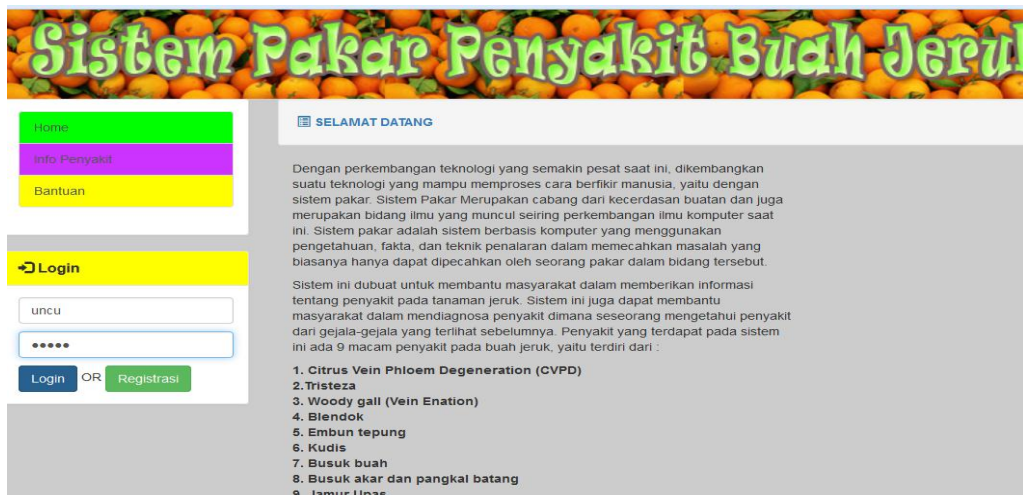 Sistem Pakar Penyakit Buah Jeruk
Home
Info Penyakit
Bantuan
Login
uncu
•••••
Login OR Registrasi
SELAMAT DATANG
Dengan perkembangan teknologi yang semakin pesat saat ini, dikembangkan
suatu teknologi yang mampu memproses cara berfikir manusia, yaitu dengan
sistem pakar. Sistem Pakar Merupakan cabang dari kecerdasan buatan dan juga
merupakan bidang ilmu yang muncul seiring perkembangan ilmu komputer saat
ini. Sistem pakar adalah sistem berbasis komputer yang menggunakan
pengetahuan, fakta, dan teknik penalaran dalam memecahkan masalah yang
biasanya hanya dapat dipecahkan oleh seorang pakar dalam bidang tersebut.
Sistem ini dubuat untuk membantu masyarakat dalam memberikan informasi
tentang penyakit pada tanaman jeruk. Sistem ini juga dapat membantu
masyarakat dalam mendiagnosa penyakit dimana seseorang mengetahui penyakit
dari gejala-gejala yang terlihat sebelumnya. Penyakit yang terdapat pada sistem
ini ada 9 macam penyakit pada buah jeruk, yaitu terdiri dari :
1. Citrus Vein Phloem Degeneration (CVPD)
2.Tristeza
3. Woody gall (Vein Enation)
4. Blendok
5. Embun tepung
6. Kudis
7. Busuk buah
8. Busuk akar dan pangkal batang
9. Jamur Upas